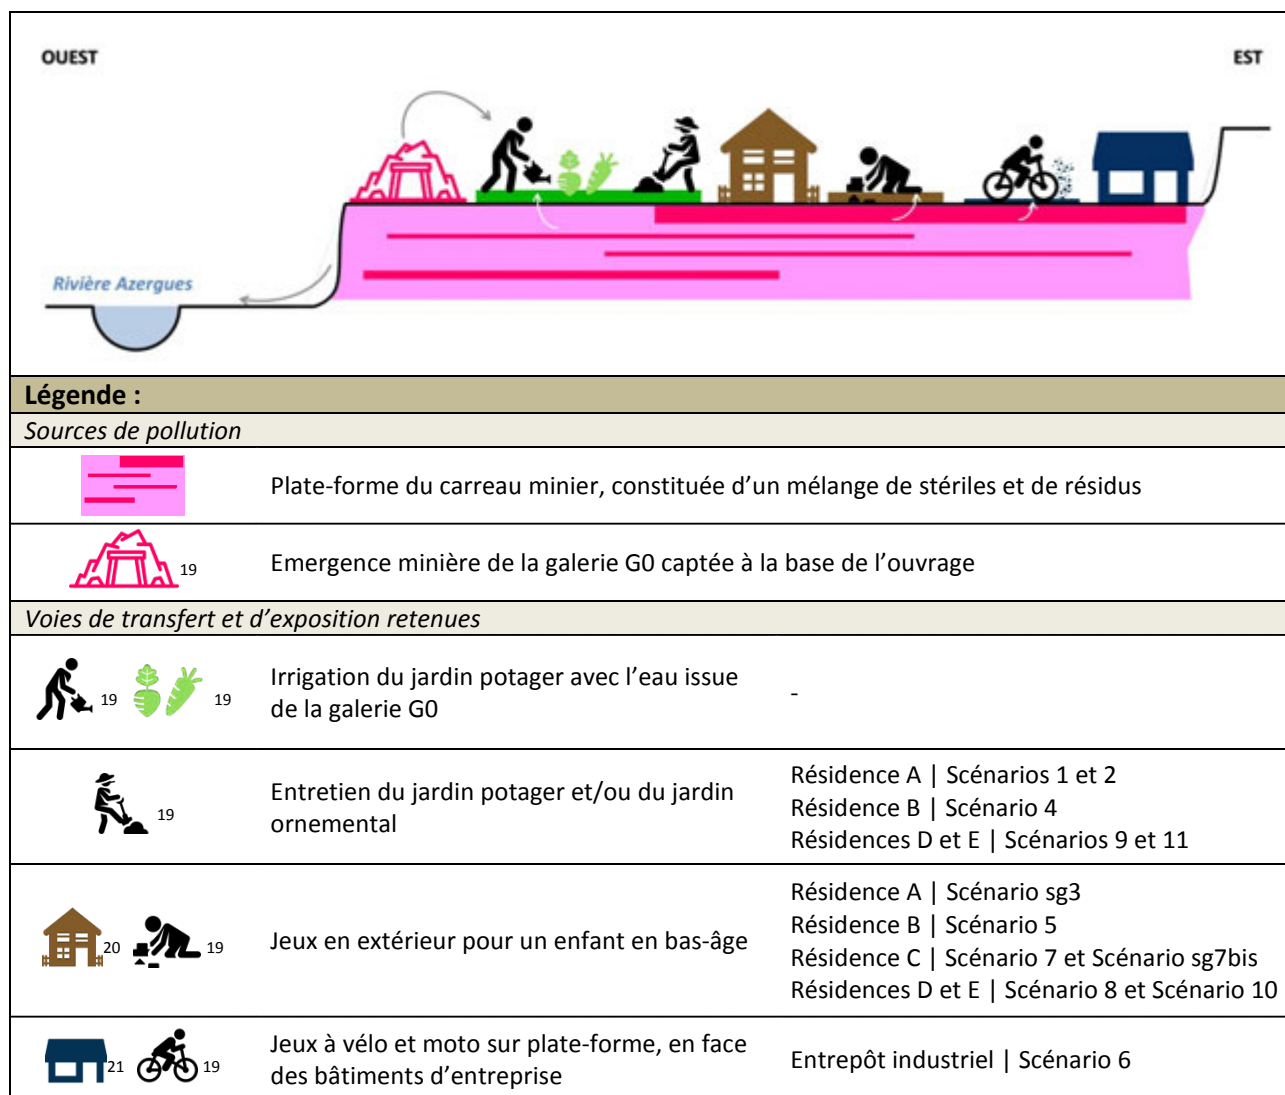 OUEST
EST
Rivière Azergues
Légende :
Sources de pollution
Plate-forme du carreau minier, constituée d’un mélange de stériles et de résidus
19
Emergence minière de la galerie G0 captée à la base de l’ouvrage
Voies de transfert et d’exposition retenues
19 19
Irrigation du jardin potager avec l’eau issue
de la galerie G0
-
19
Entretien du jardin potager et/ou du jardin
ornemental
Résidence A | Scénarios 1 et 2
Résidence B | Scénario 4
Résidences D et E | Scénarios 9 et 11
20 19
Jeux en extérieur pour un enfant en bas-âge
Résidence A | Scénario sg3
Résidence B | Scénario 5
Résidence C | Scénario 7 et Scénario sg7bis
Résidences D et E | Scénario 8 et Scénario 10
21 19
Jeux à vélo et moto sur plate-forme, en face
des bâtiments d’entreprise
Entrepôt industriel | Scénario 6